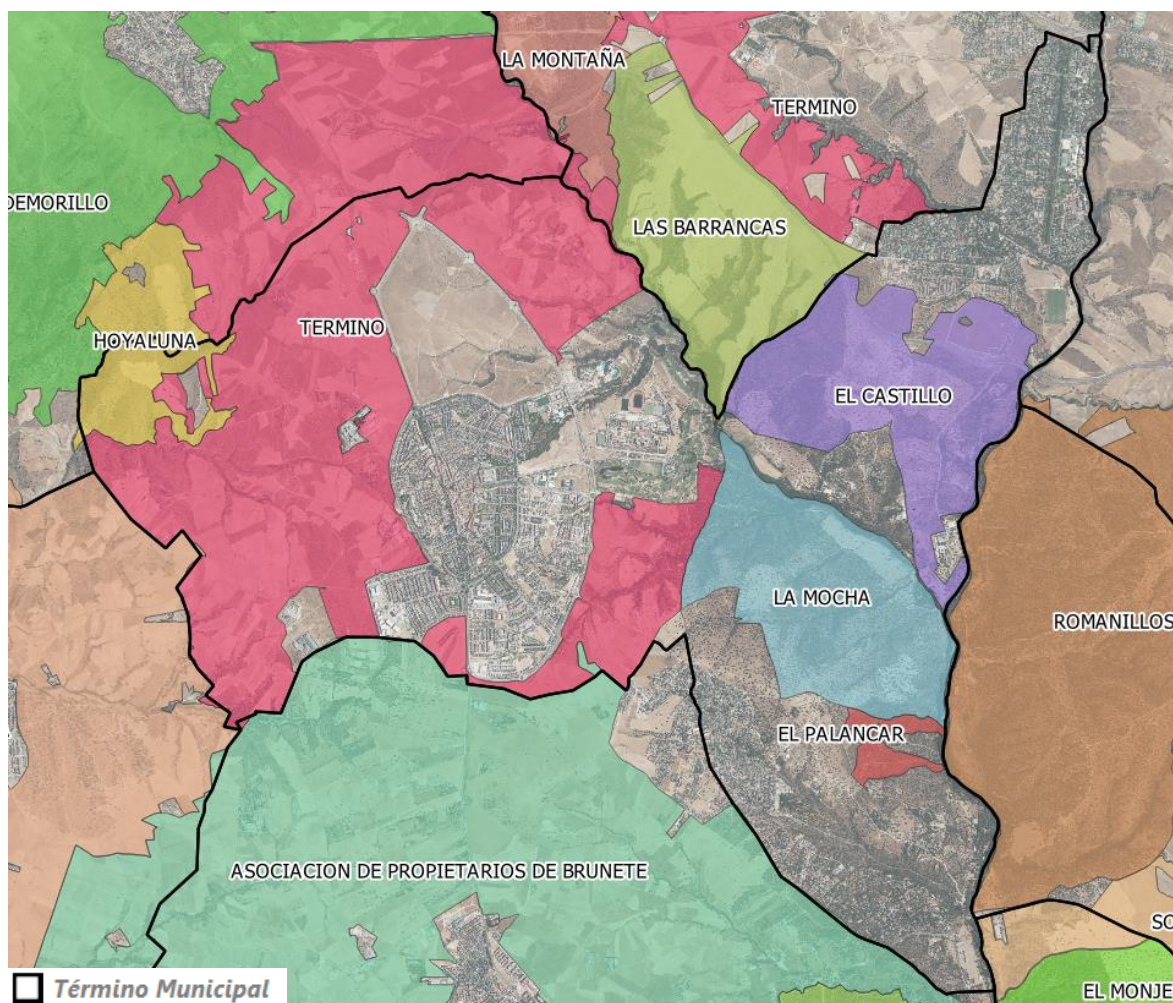 LA MONTAÑA
TERMINO
DEMORILLO
LAS BARRANCAS
TERMINO
HOYALUNA
EL CASTILLO
LA MOCHA
ROMANILLOS
EL PALANCAR
ASOCIACION DE PROPIETARIOS DE BRUNETE
SO
EL MONJE
Término Municipal